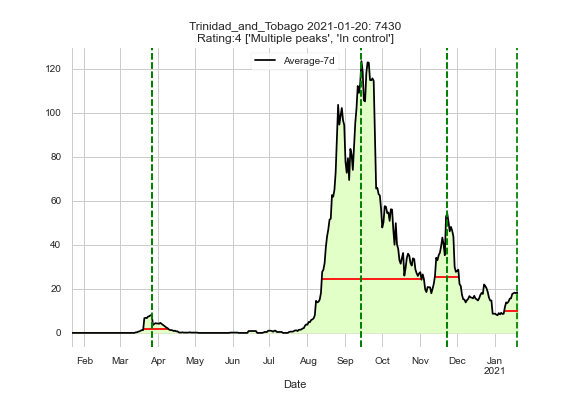 Trinidad_and_Tobago 2021-01-20: 7430
Rating:4 ['Multiple peaks', 'In control']
Average-7d
120
100
80
60
40
20
0
Feb Mar Apr May Jun Jul Aug Sep Oct Nov Dec Jan
2021
Date